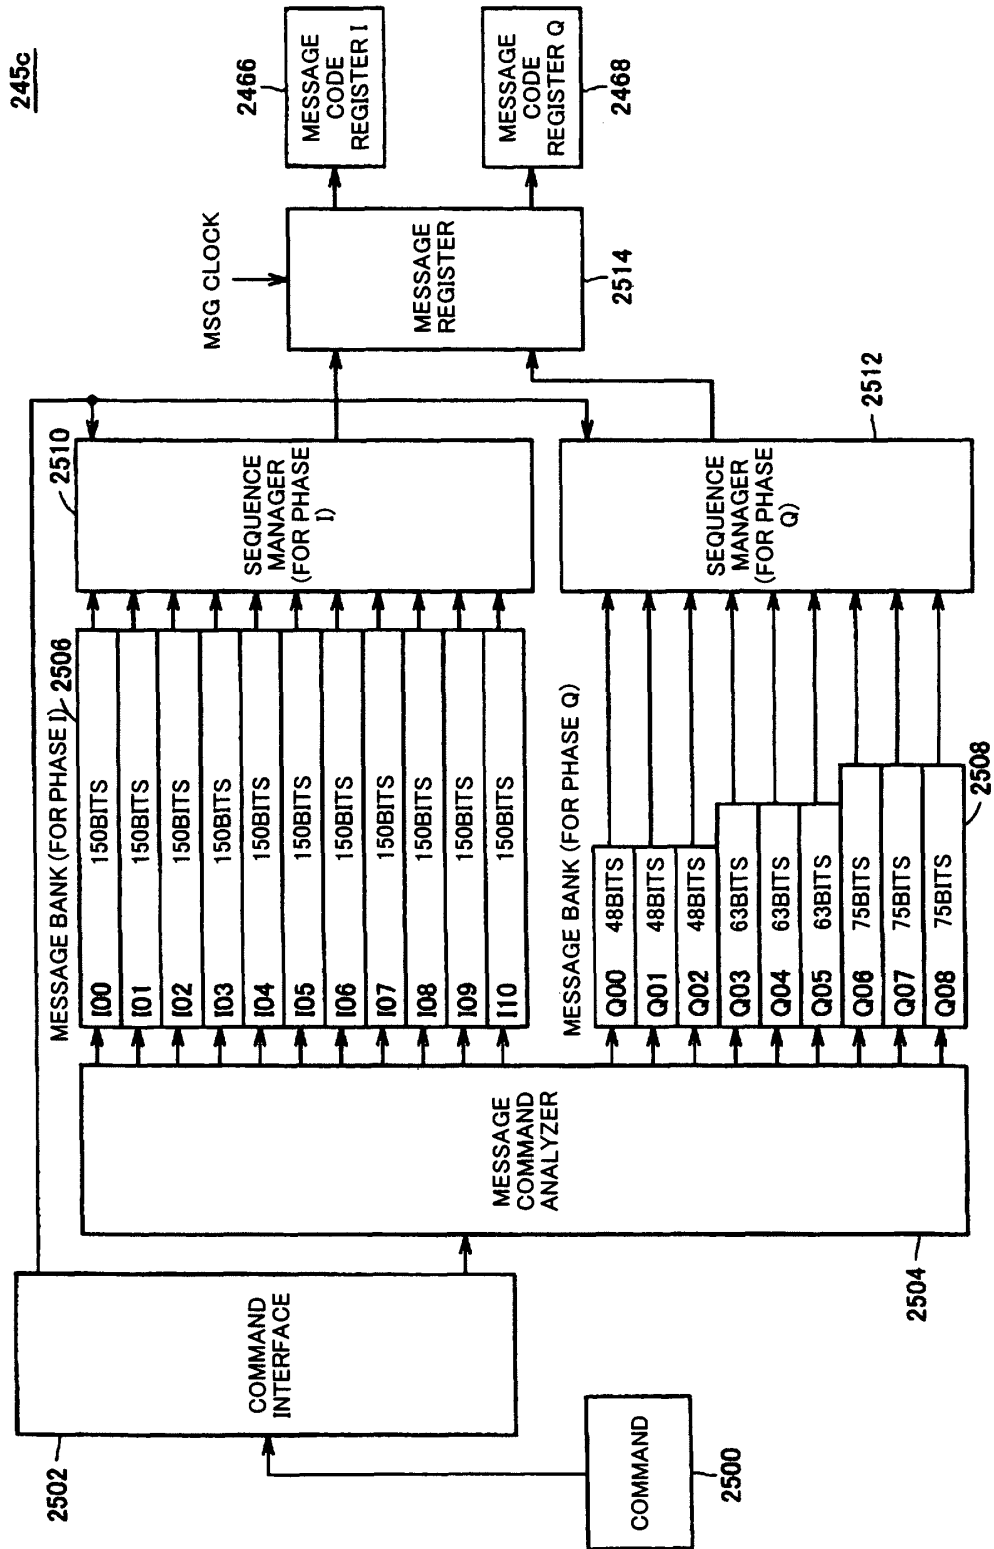 245c
COMMAND
2500
COMMAND
INTERFACE
2502
MESSAGE
COMMAND
ANALYZER
2504
MESSAGE BANK (FOR PHASE I)
2506
I00 150BITS
I01 150BITS
I02 150BITS
I03 150BITS
I04 150BITS
I05 150BITS
I06 150BITS
I07 150BITS
I08 150BITS
I09 150BITS
I10 150BITS
MESSAGE BANK (FOR PHASE Q)
Q00 48BITS
Q01 48BITS
Q02 48BITS
Q03 63BITS
Q04 63BITS
Q05 63BITS
Q06 75BITS
Q07 75BITS
Q08 75BITS
2508
2510
SEQUENCE
MANAGER
(FOR PHASE
I)
SEQUENCE
MANAGER
(FOR PHASE
Q)
2512
MSG CLOCK
MESSAGE
REGISTER
2514
2466
MESSAGE
CODE
REGISTER I
MESSAGE
CODE
REGISTER Q
2468